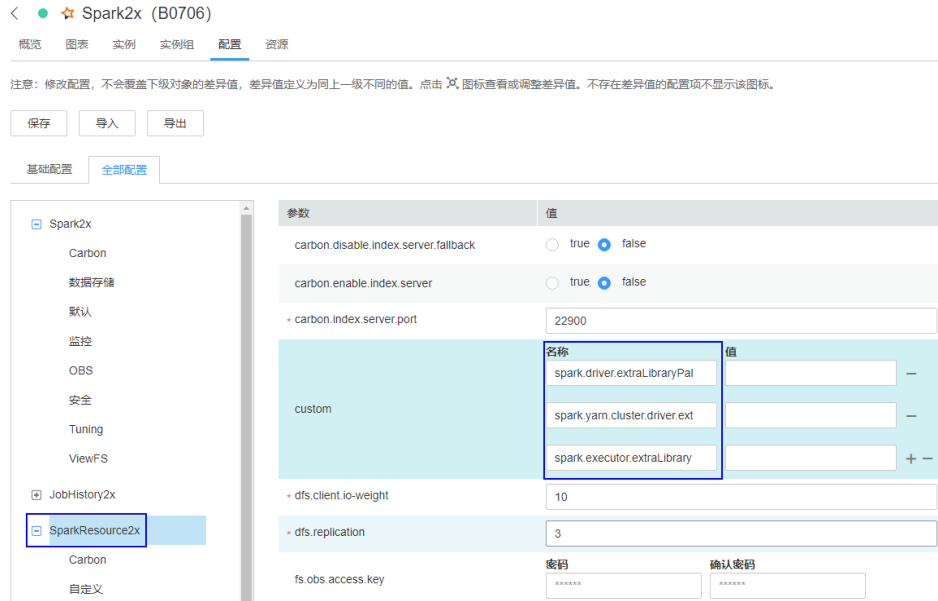 Spark2x（B0706)
概览 图表 实例 实例组 配置 资源
注意：修改配置，不会覆盖下级对象的差异值，差异值定义为同上一级不同的值。点击 图标查看或调整差异值。不存在差异值的配置项不显示该图标。
保存 导入 导出
基础配置 全部配置
Spark2x
Carbon
数据存储
默认
监控
OBS
安全
Tuning
ViewFS
JobHistory2x
SparkResource2x
Carbon
自定义
参数 值
carbon.disable.index.server.fallback true false
carbon.enable.index.server true false
* carbon.index.server.port 22900
custom
名称 值
spark.driver.extraLibraryPal
spark.yarn.cluster.driver.ext
spark.executor.extraLibrary
* dfs.client.io-weight 10
* dfs.replication 3
fs.obs.access.key
密码 确认密码
****** ******